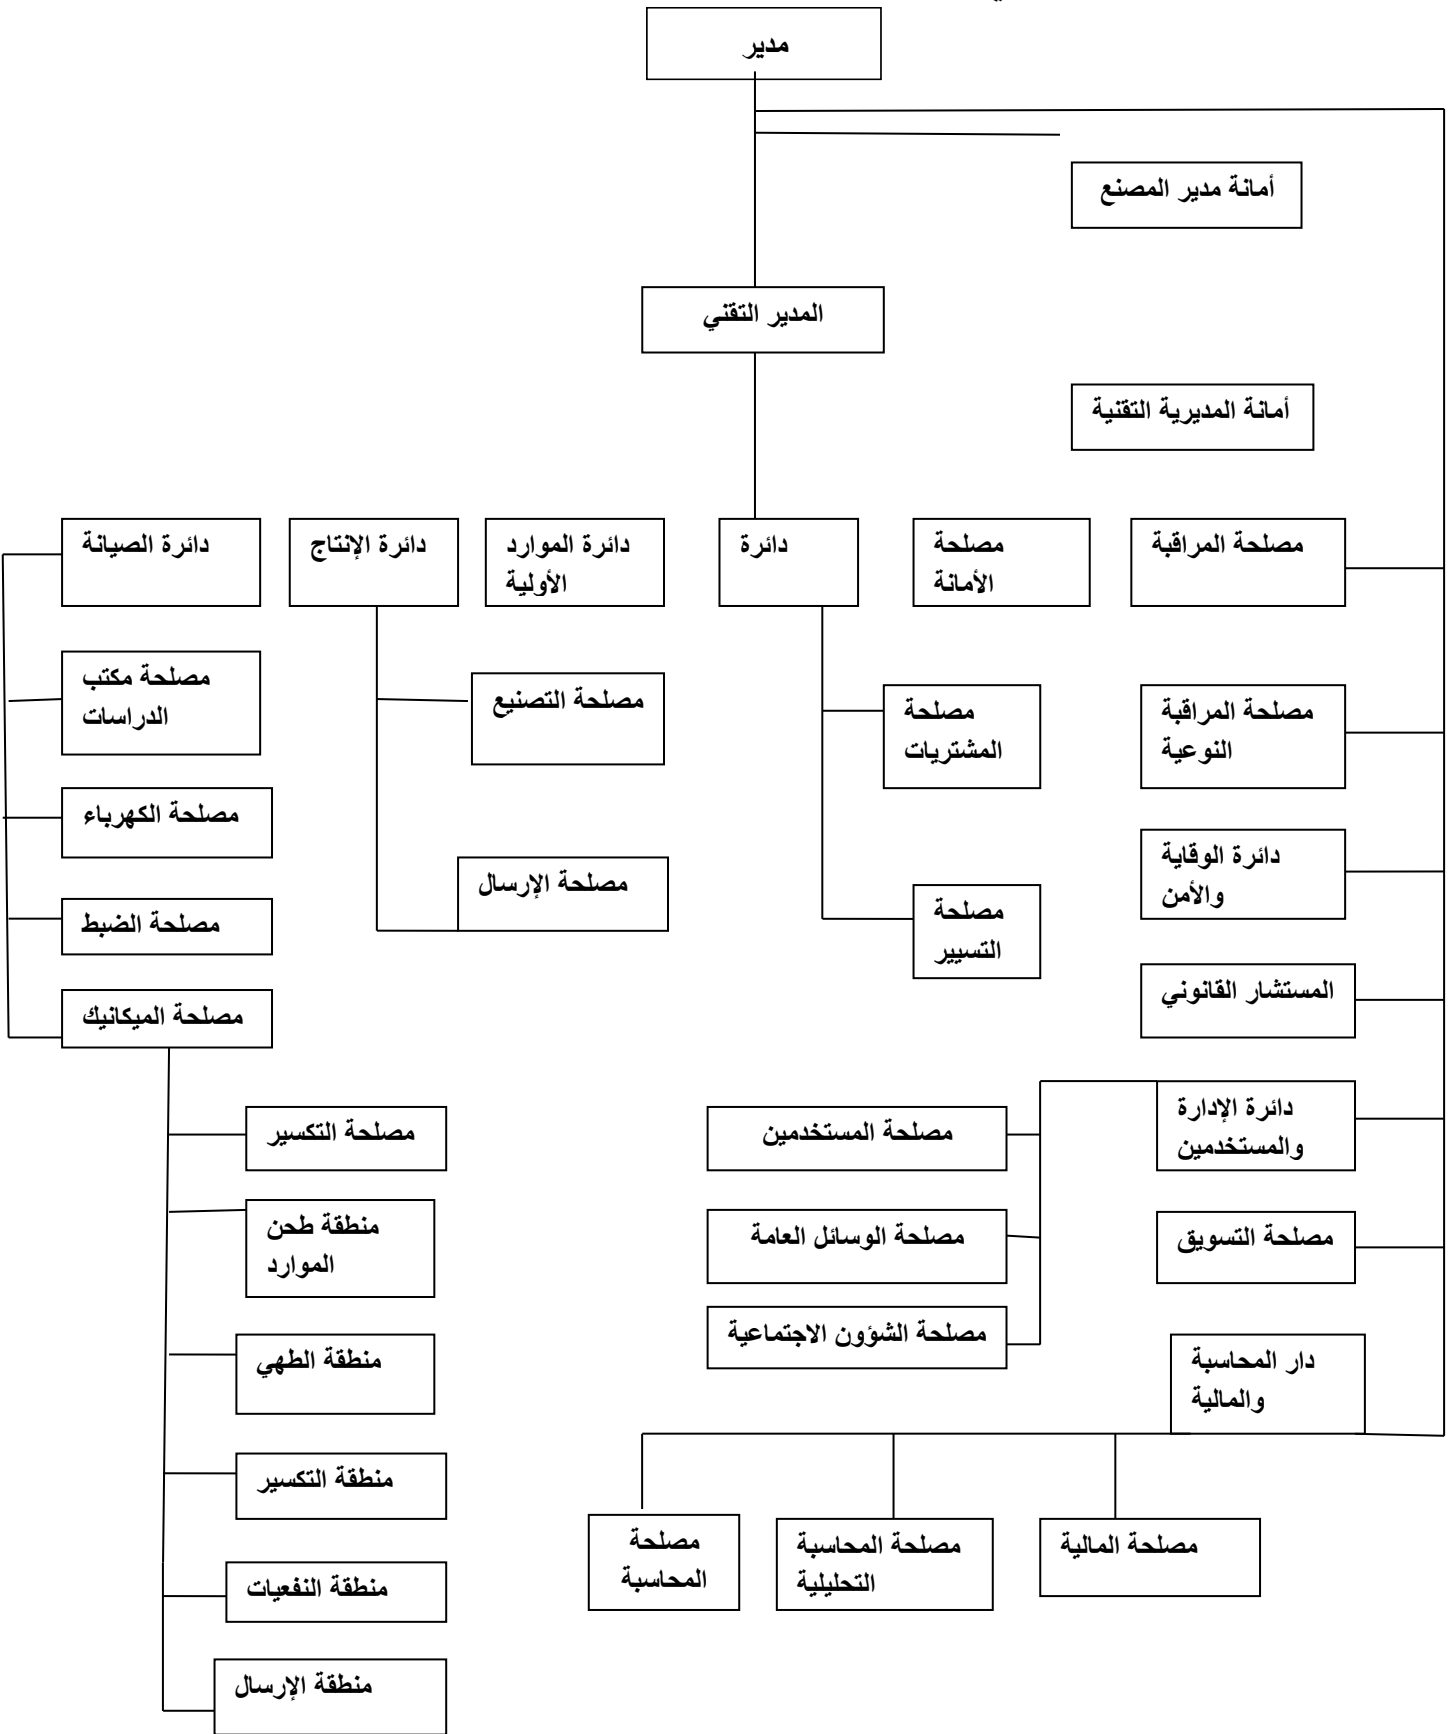 مدير
أمانة مدير المصنع
المدير التقني
أمانة المديرية التقنية
مصلحة المراقبة
مصلحة
الأمانة
دائرة
دائرة الموارد
الأولية
دائرة الإنتاج
دائرة الصيانة
مصلحة المراقبة
النوعية
مصلحة
المشتريات
مصلحة التصنيع
مصلحة مكتب
الدراسات
مصلحة الكهرباء
دائرة الوقاية
والأمن
مصلحة
التسيير
مصلحة الإرسال
مصلحة الضبط
المستشار القانوني
مصلحة الميكانيك
دائرة الإدارة
والمستخدمين
مصلحة المستخدمين
مصلحة التكسير
مصلحة التسويق
مصلحة الوسائل العامة
منطقة طحن
الموارد
مصلحة الشؤون الاجتماعية
دار المحاسبة
والمالية
منطقة الطهي
منطقة التكسير
مصلحة المالية
مصلحة المحاسبة
التحليلية
مصلحة
المحاسبة
منطقة النفعيات
منطقة الإرسال